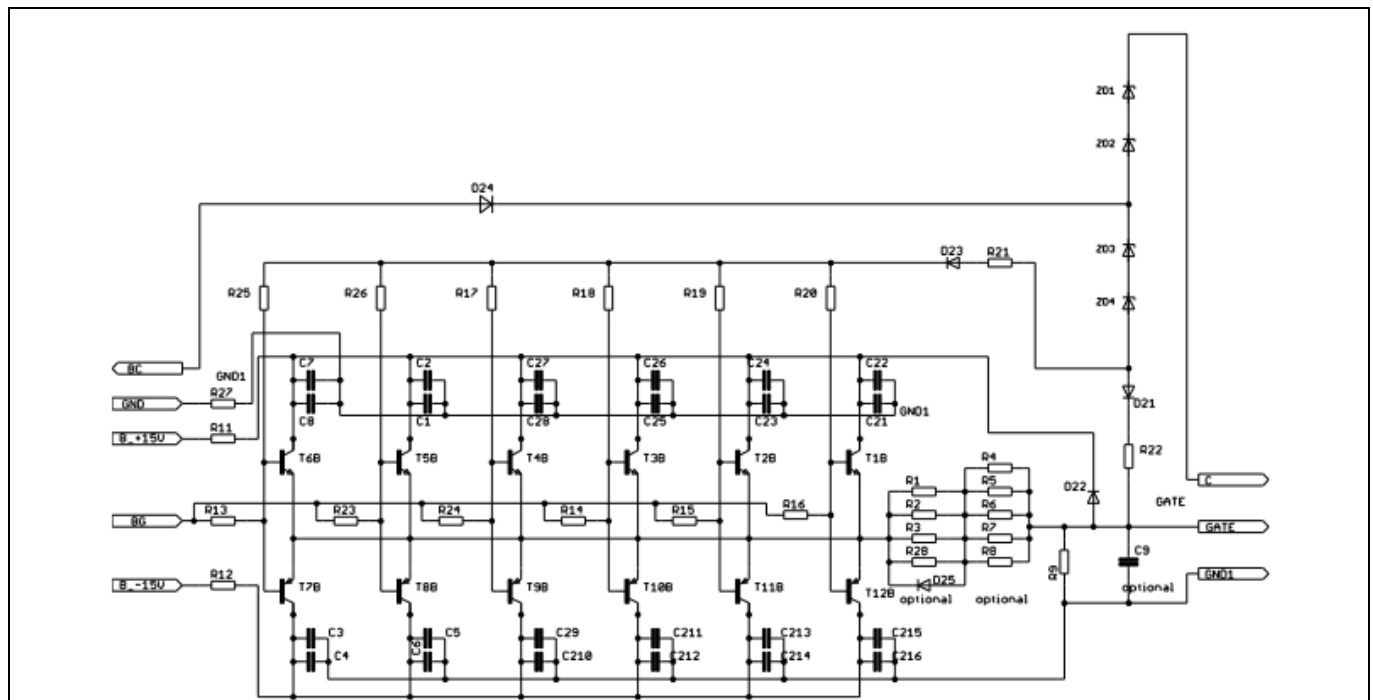 ZD1
ZD2
D24
D23 R21
ZD3
R25 R26 R17 R18 R19 R20
ZD4
BC
C7 C2 C27 C26 C24 C22
GND1
D21
GND R27
C8 C1 C28 C25 C23 C21 GND1
B_+15V R11
R22
T6B T5B T4B T3B T2B T1B
R4
C
R1 R5
D22
GATE
R16
BG R13 R23 R24 R14 R15
R2 R6
GATE
R3 R7
R28 R8
C9
R9
GND1
B_-15V R12
T7B T8B T9B T10B T11B T12B
D25
optional optional optional
C3 C6 C5 C29 C211 C213 C215
C4 C210 C212 C214 C216